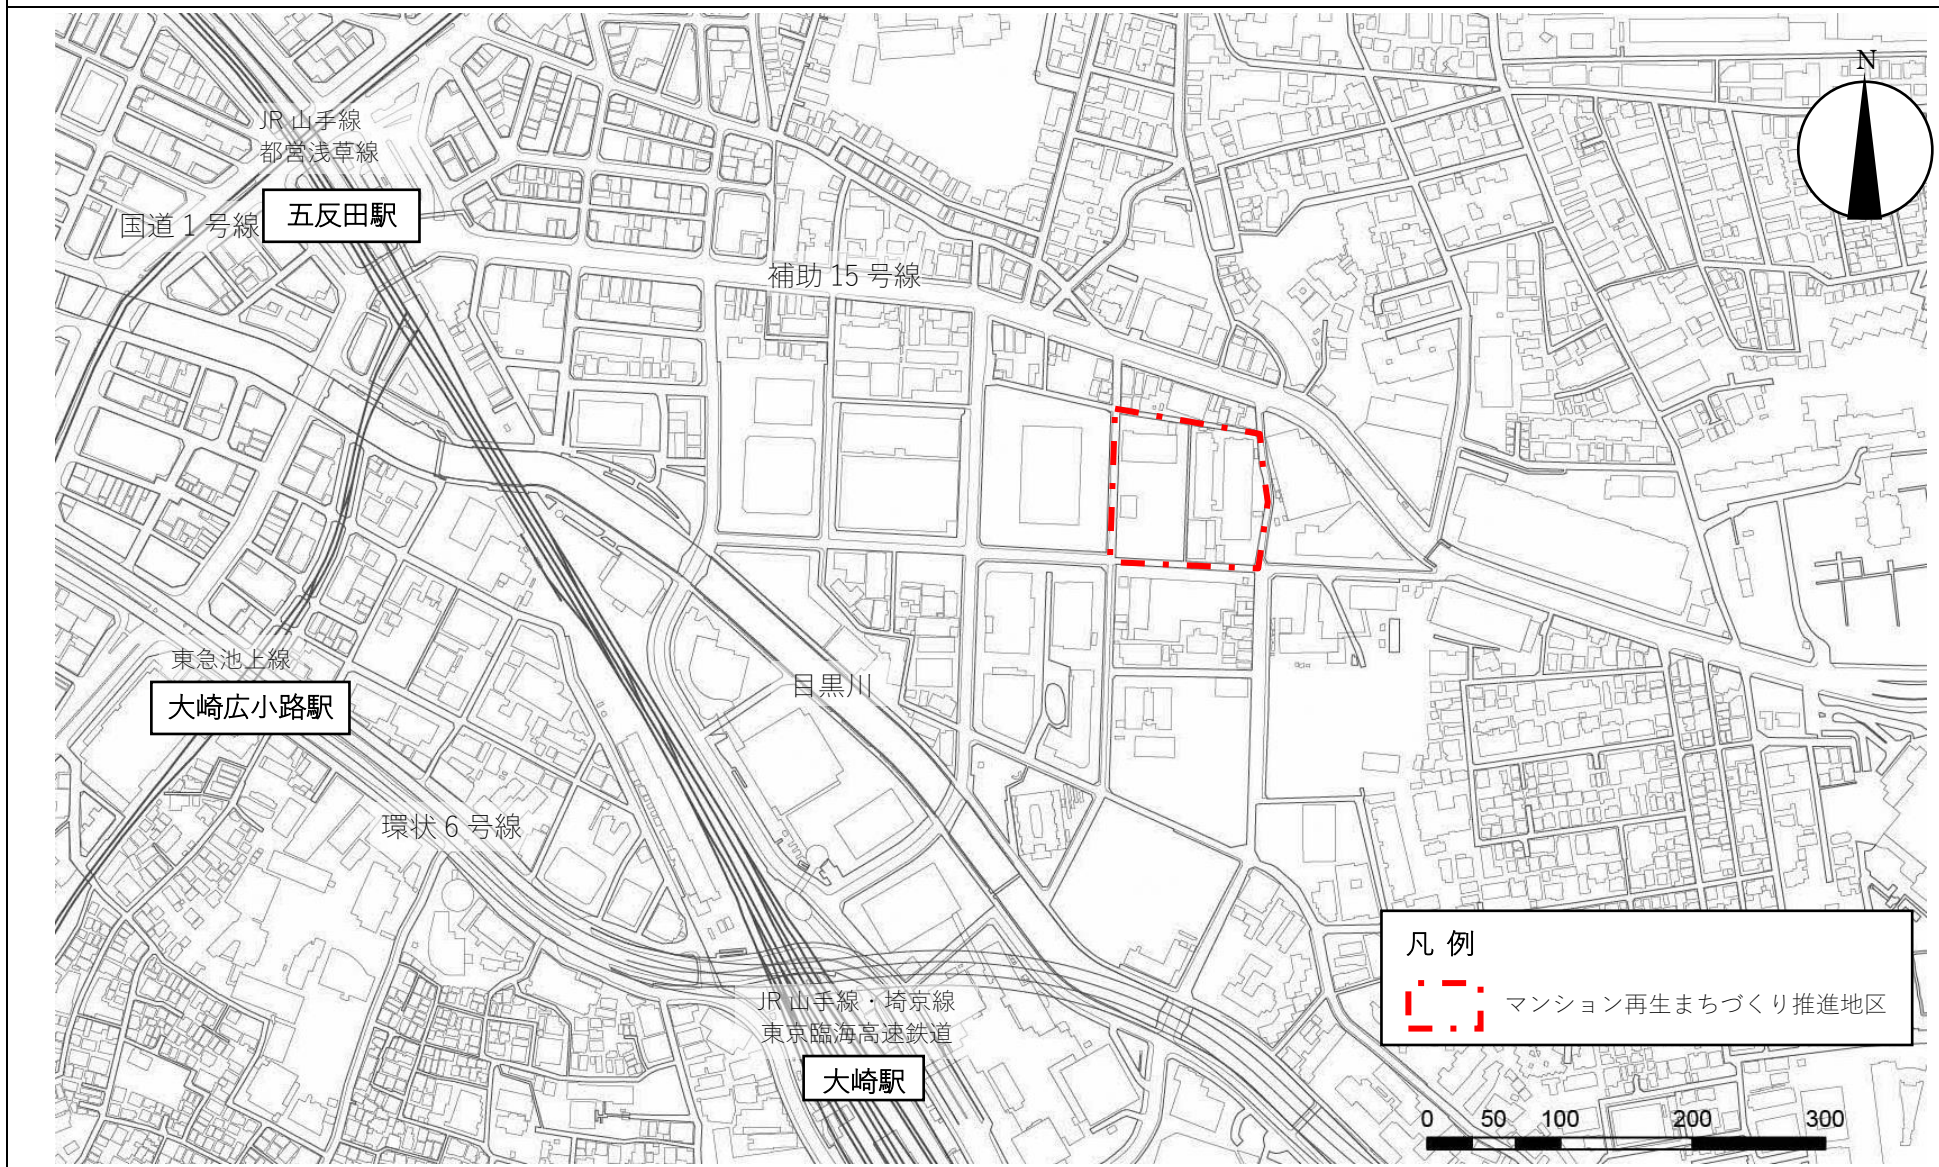 N
JR 山手線
都営浅草線
五反田駅
国道 1 号線
補助 15 号線
東急池上線
大崎広小路駅
目黒川
環状 6 号線
JR 山手線・埼京線
東京臨海高速鉄道
大崎駅
凡 例
マンション再生まちづくり推進地区
0 50 100 200 300